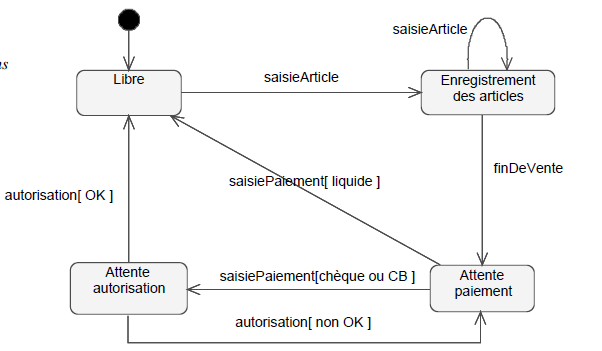 saisieArticle
Libre
saisieArticle
Enregistrement
des articles
finDeVente
saisiePaiement[ liquide ]
autorisation[ OK ]
Attente
autorisation
saisiePaiement[chèque ou CB ]
Attente
paiement
autorisation[ non OK ]